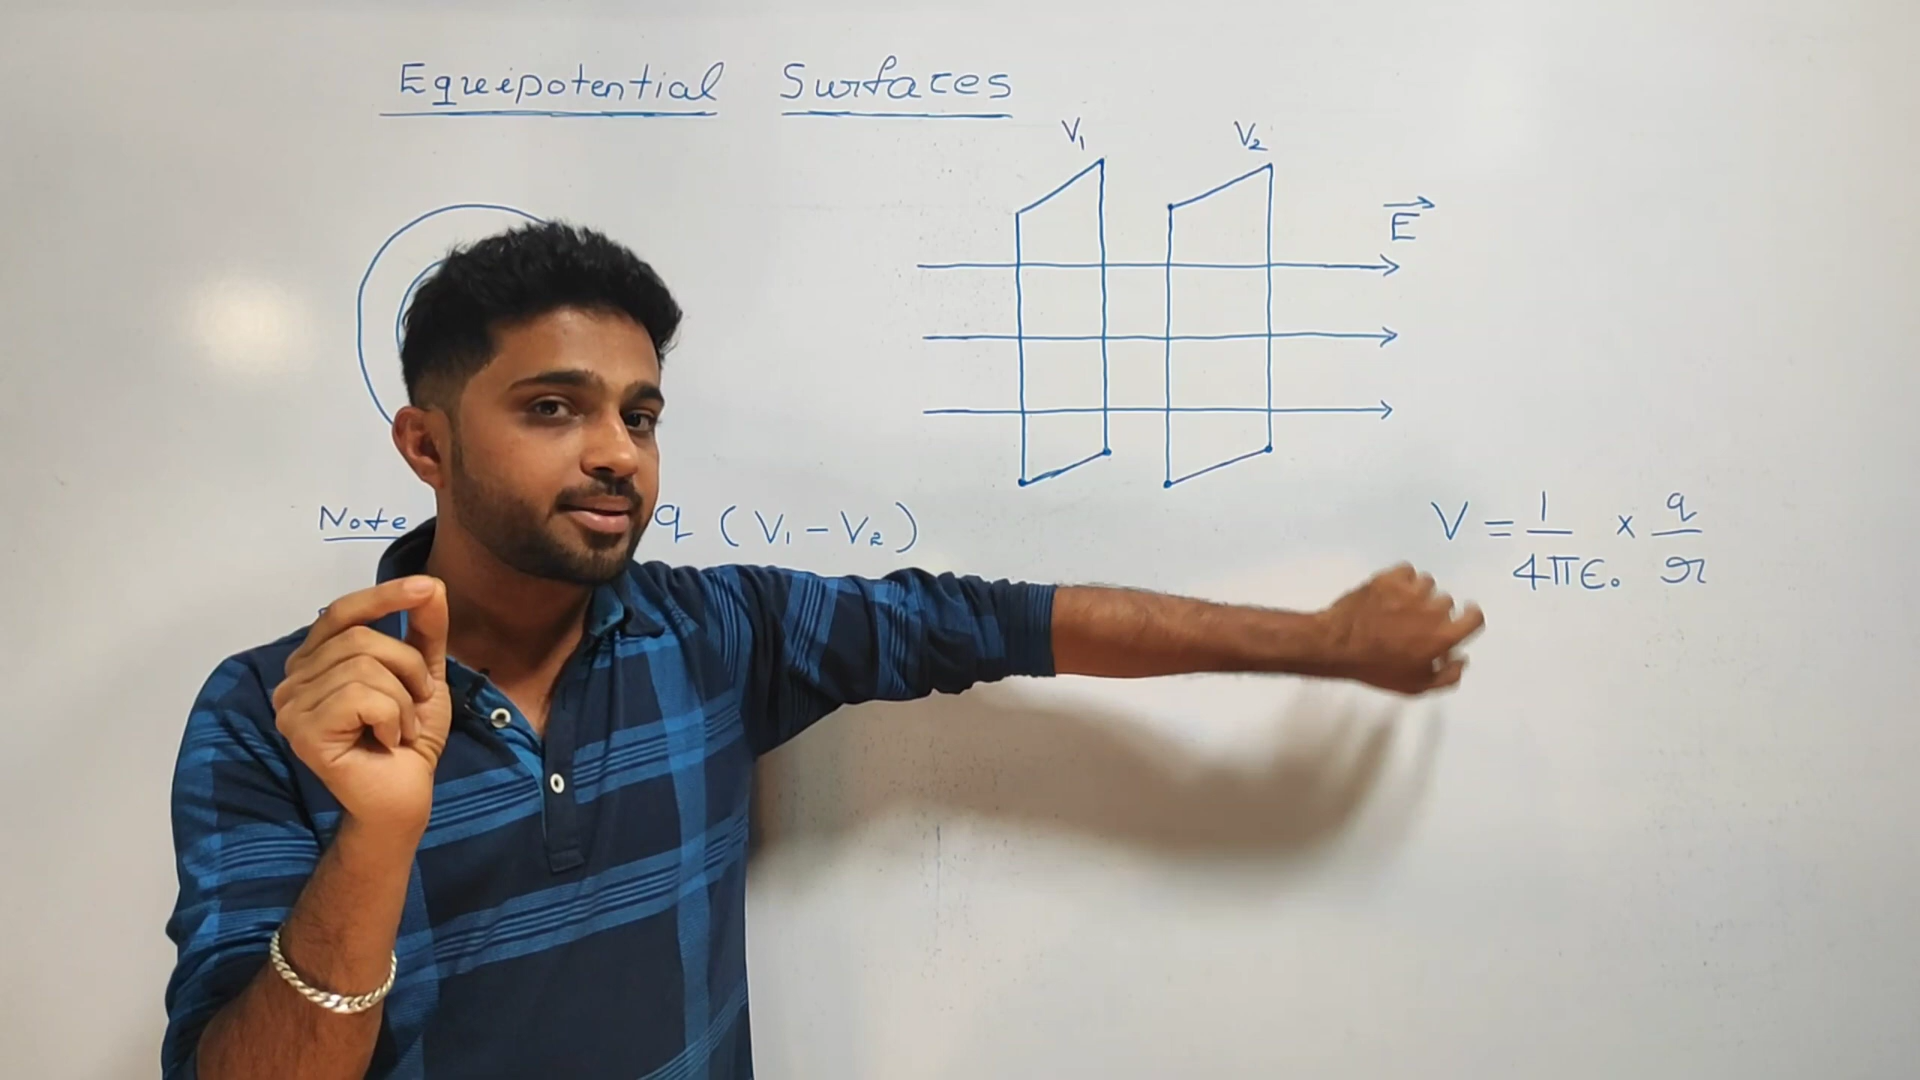 Equipotential Surfaces
V₁ V₂
E⃗
Note q (V₁ - V₂)
V = 1/4πε₀ × q/r